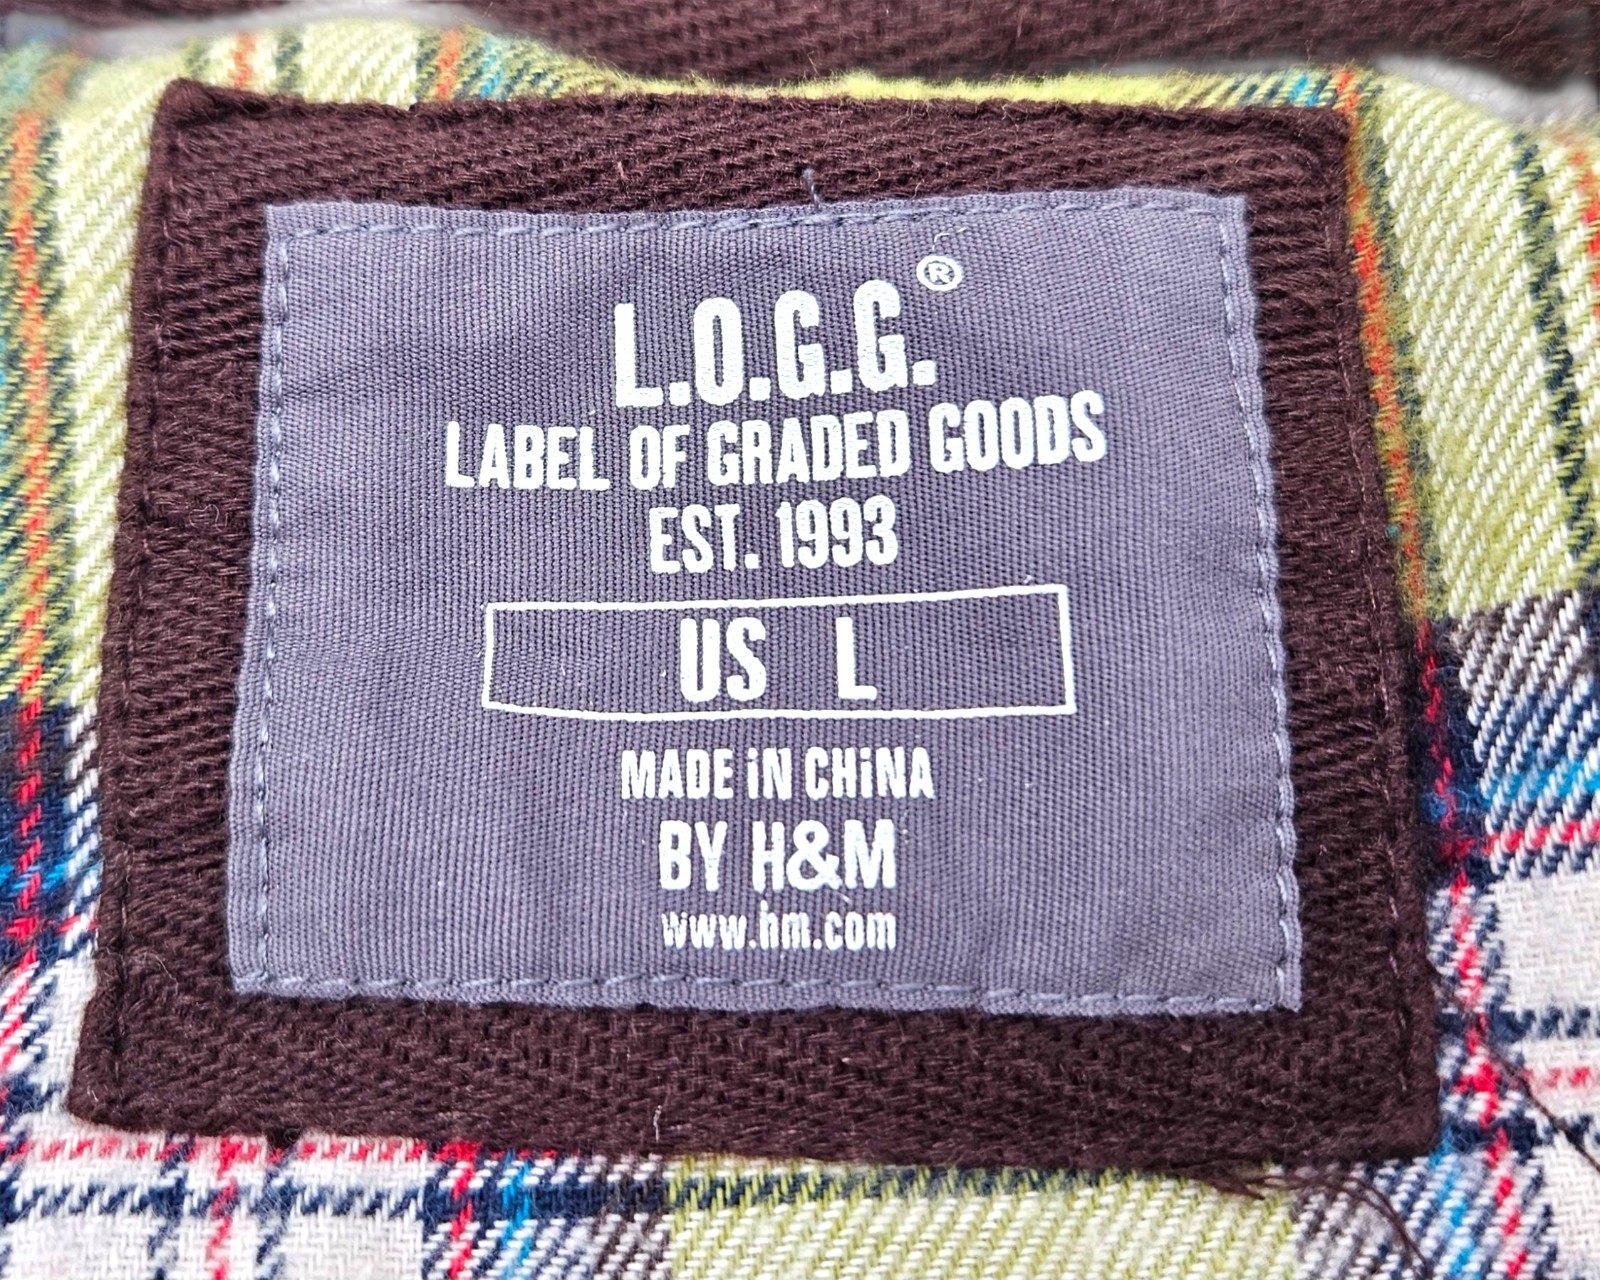 L.O.G.G.®
LABEL OF GRADED GOODS
EST. 1993
US L
MADE iN CHiNA
BY H&M
www.hm.com